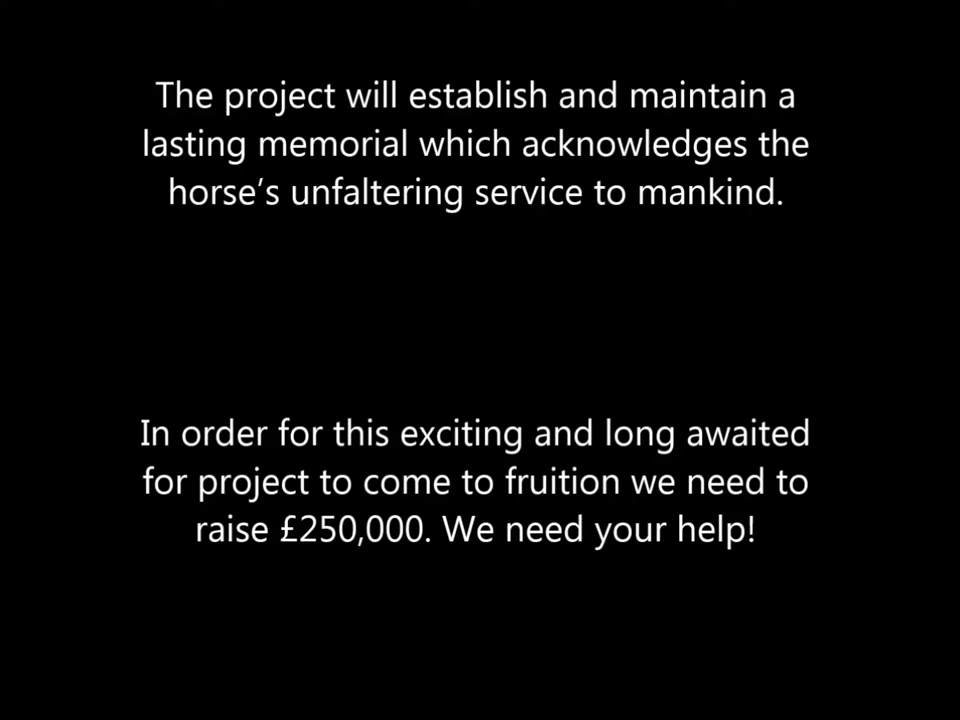 The project will establish and maintain a
lasting memorial which acknowledges the
horse's unfaltering service to mankind.
In order for this exciting and long awaited
for project to come to fruition we need to
raise £250,000. We need your help!